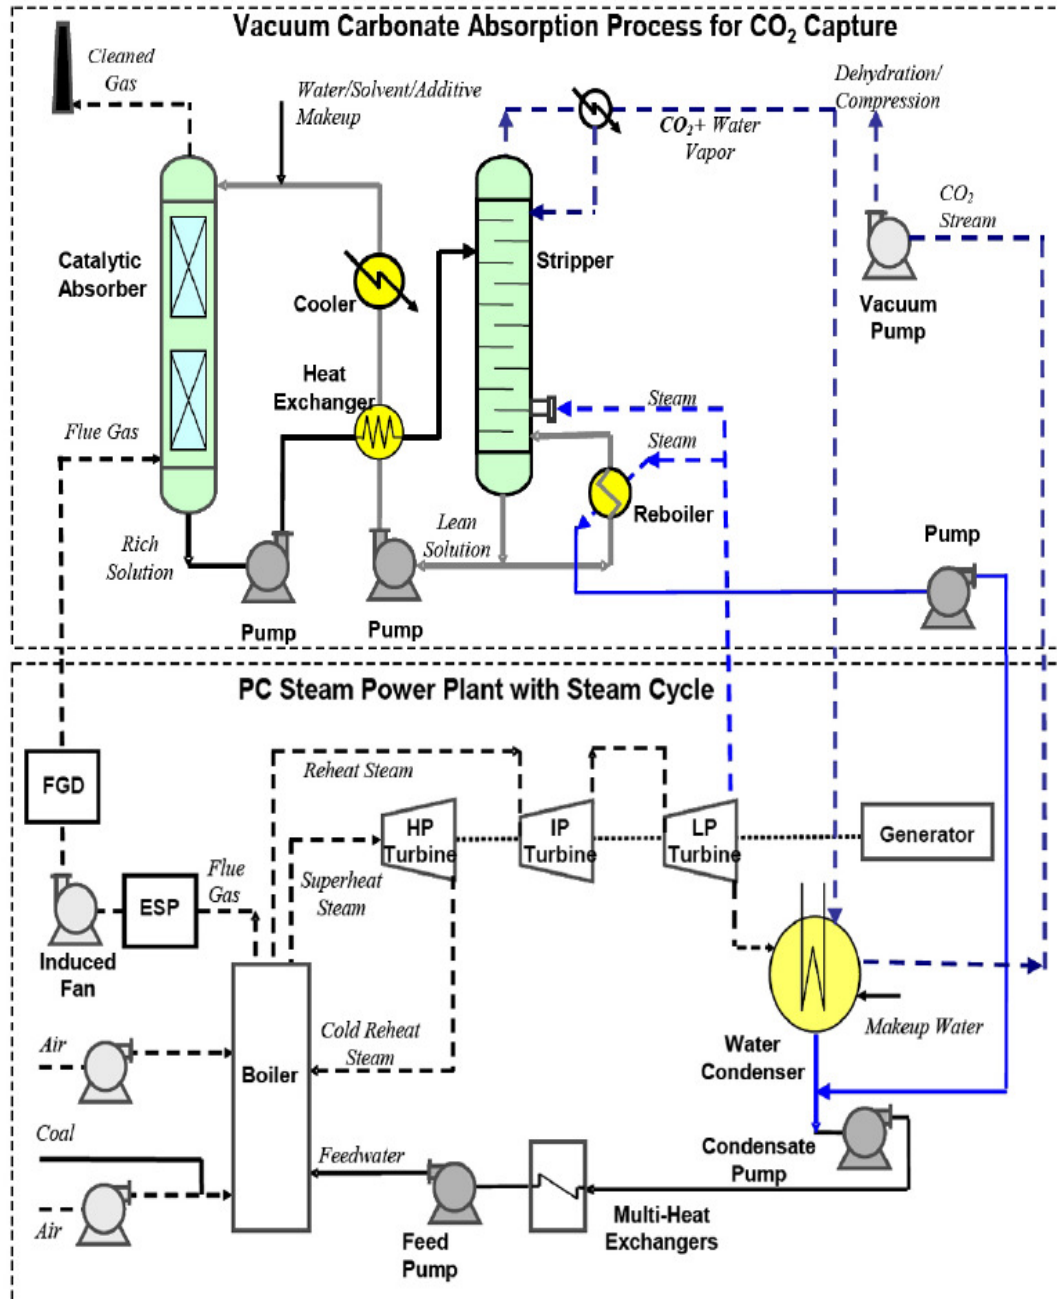 Vacuum Carbonate Absorption Process for CO₂ Capture
Cleaned
Gas
Water/Solvent/Additive
Makeup
CO₂+ Water
Vapor
Dehydration/
Compression
CO₂
Stream
Catalytic
Absorber
Cooler
Stripper
Vacuum
Pump
Heat
Exchanger
Flue Gas
Steam
Steam
Reboiler
Rich
Solution
Lean
Solution
Pump
Pump
Pump
PC Steam Power Plant with Steam Cycle
FGD
Reheat Steam
HP
Turbine
IP
Turbine
LP
Turbine
Generator
Superheat
Steam
Flue
Gas
ESP
Induced
Fan
Makeup Water
Water
Condenser
Cold Reheat
Steam
Air
Boiler
Coal
Condensate
Pump
Feedwater
Air
Feed
Pump
Multi-Heat
Exchangers